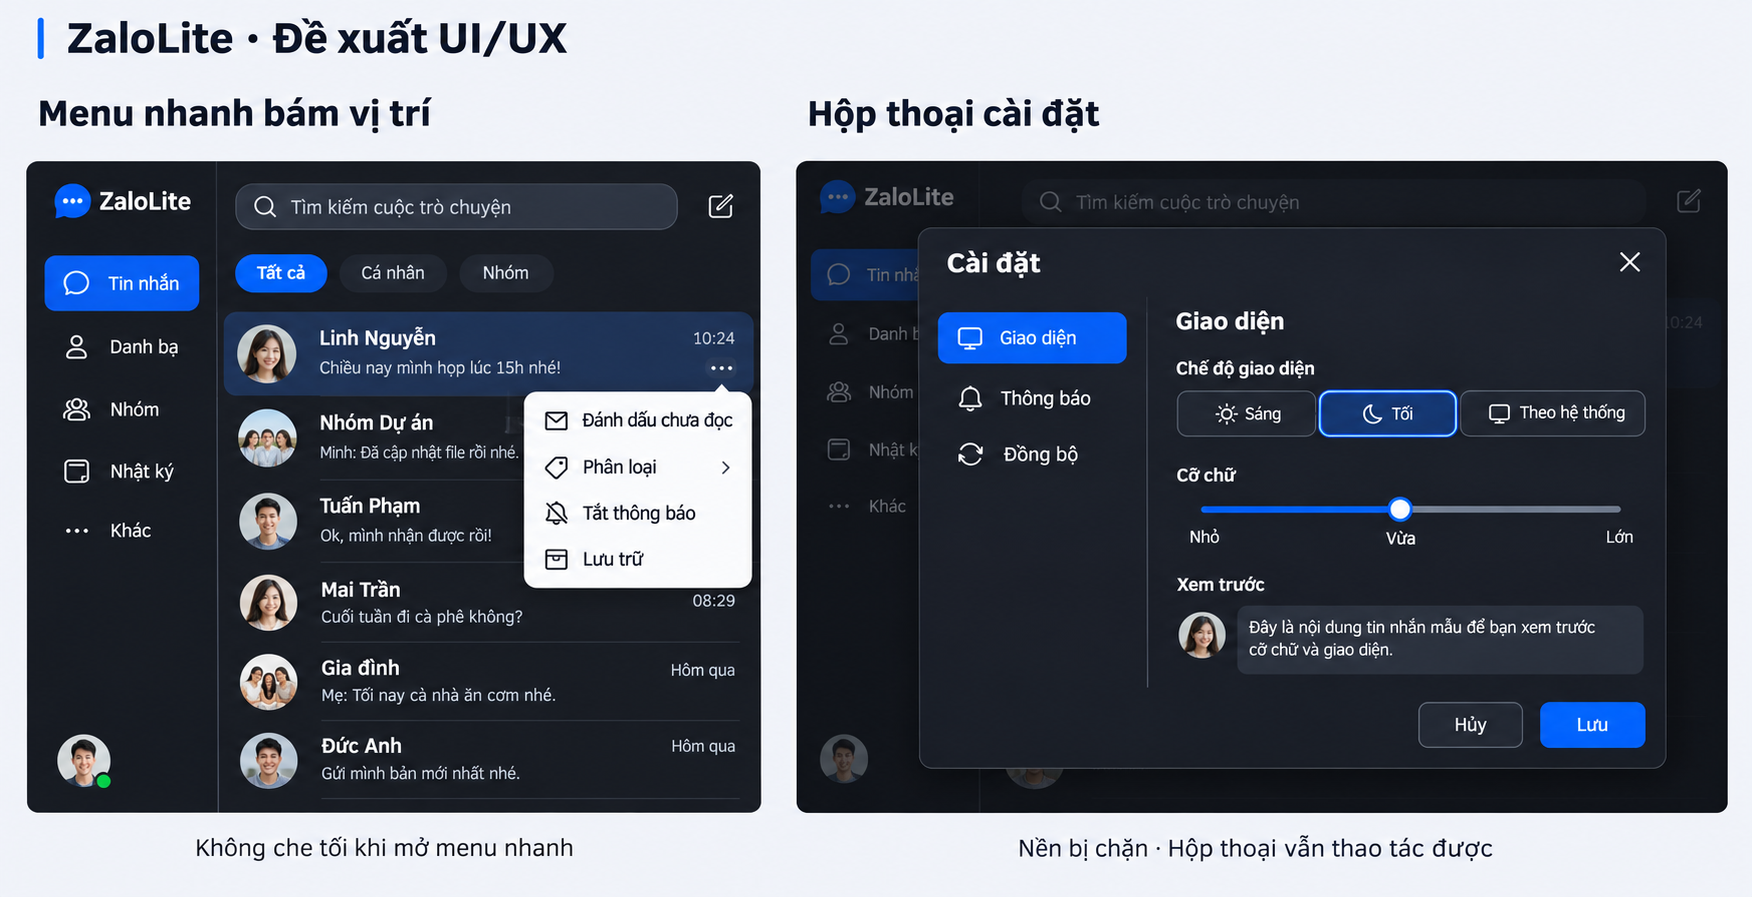 ZaloLite · Đề xuất UI/UX
Menu nhanh bám vị trí
ZaloLite
Tìm kiếm cuộc trò chuyện
Tin nhắn
Danh bạ
Nhóm
Nhật ký
Khác
Tất cả
Cá nhân
Nhóm
Linh Nguyễn
10:24
Chiều nay mình họp lúc 15h nhé!
Nhóm Dự án
Minh: Đã cập nhật file rồi nhé.
Tuấn Phạm
Ok, mình nhận được rồi!
Mai Trần
08:29
Cuối tuần đi cà phê không?
Gia đình
Hôm qua
Mẹ: Tối nay cả nhà ăn cơm nhé.
Đức Anh
Hôm qua
Gửi mình bản mới nhất nhé.
Đánh dấu chưa đọc
Phân loại
Tắt thông báo
Lưu trữ
Không che tối khi mở menu nhanh
Hộp thoại cài đặt
ZaloLite
Tìm kiếm cuộc trò chuyện
Tin nhắ
Danh b
Nhóm
Nhật k
Khác
0:24
Cài đặt
Giao diện
Thông báo
Đồng bộ
Giao diện
Chế độ giao diện
Sáng
Tối
Theo hệ thống
Cỡ chữ
Nhỏ
Vừa
Lớn
Xem trước
Đây là nội dung tin nhắn mẫu để bạn xem trước
cỡ chữ và giao diện.
Hủy
Lưu
Nền bị chặn · Hộp thoại vẫn thao tác được